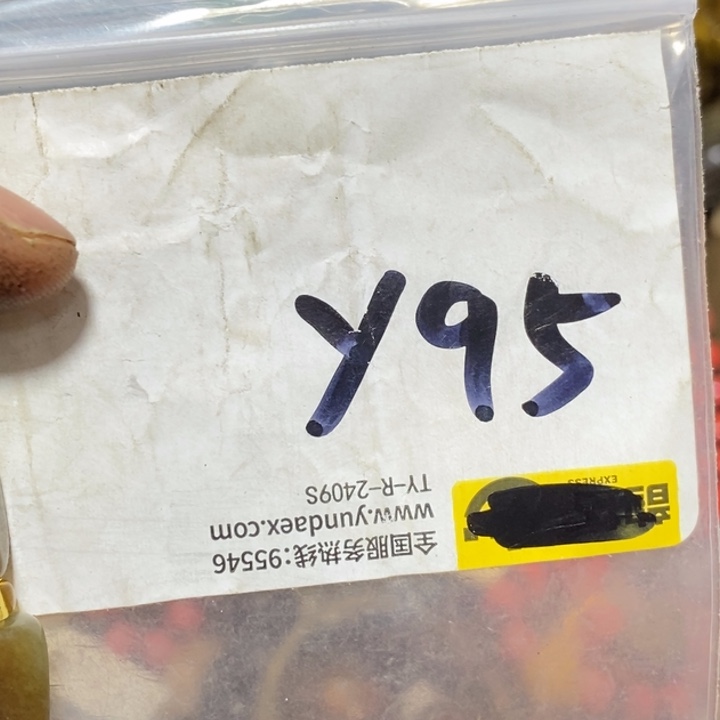 Y95
全国服务热线:95546
www.yundaex.com
TY-R-2409S
EXPRESS